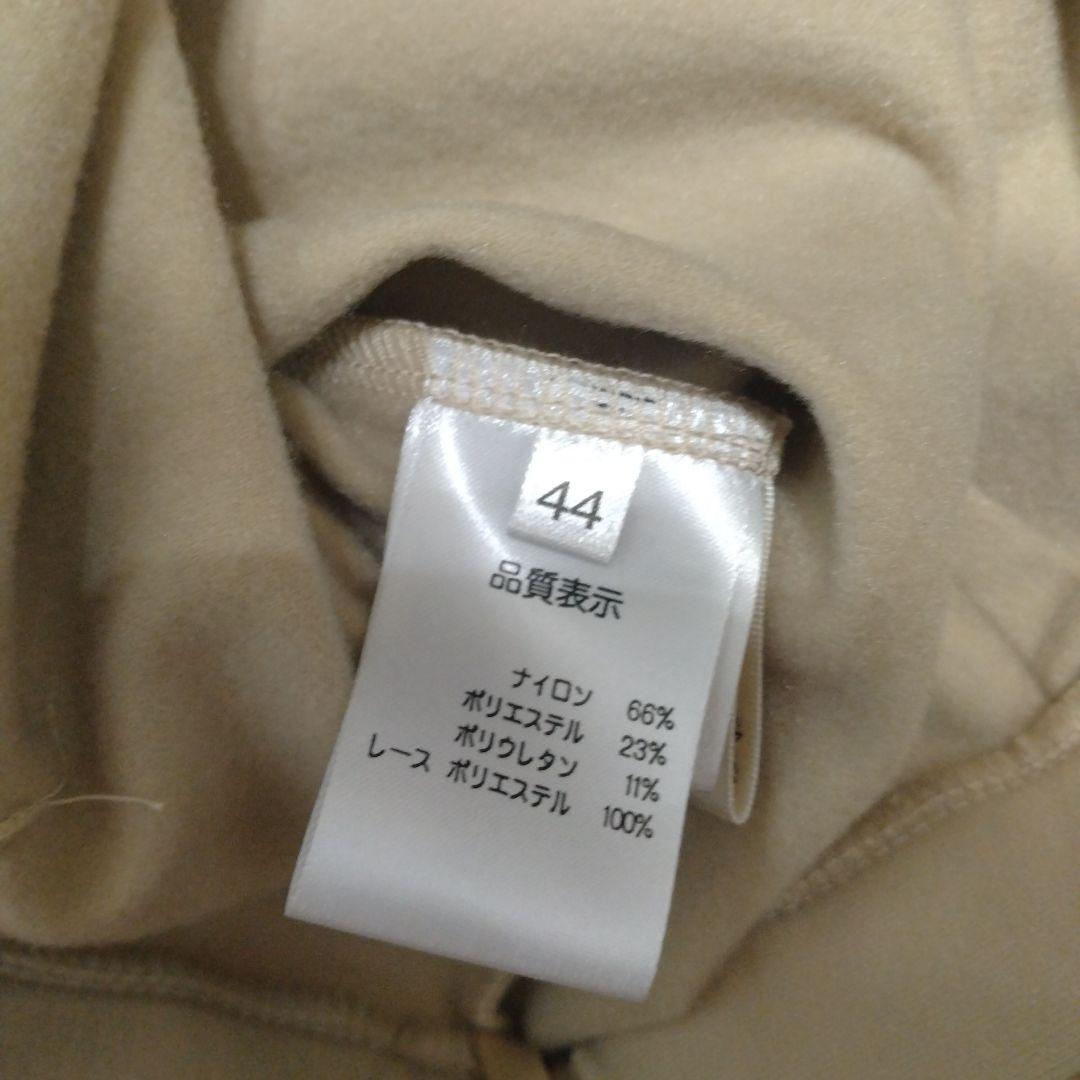 44
品質表示
ナイロン 66%
ポリエステル 23%
ポリウレタン 11%
レース ポリエステル 100%